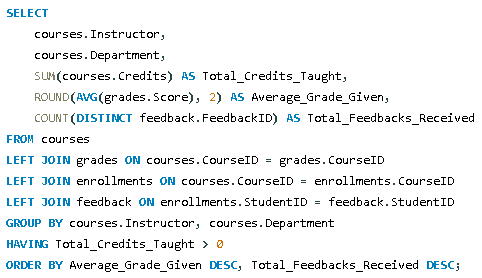 SELECT
courses.Instructor,
courses.Department,
SUM(courses.Credits) AS Total_Credits_Taught,
ROUND(AVG(grades.Score), 2) AS Average_Grade_Given,
COUNT(DISTINCT feedback.FeedbackID) AS Total_Feedbacks_Received
FROM courses
LEFT JOIN grades ON courses.CourseID = grades.CourseID
LEFT JOIN enrollments ON courses.CourseID = enrollments.CourseID
LEFT JOIN feedback ON enrollments.StudentID = feedback.StudentID
GROUP BY courses.Instructor, courses.Department
HAVING Total_Credits_Taught > 0
ORDER BY Average_Grade_Given DESC, Total_Feedbacks_Received DESC;